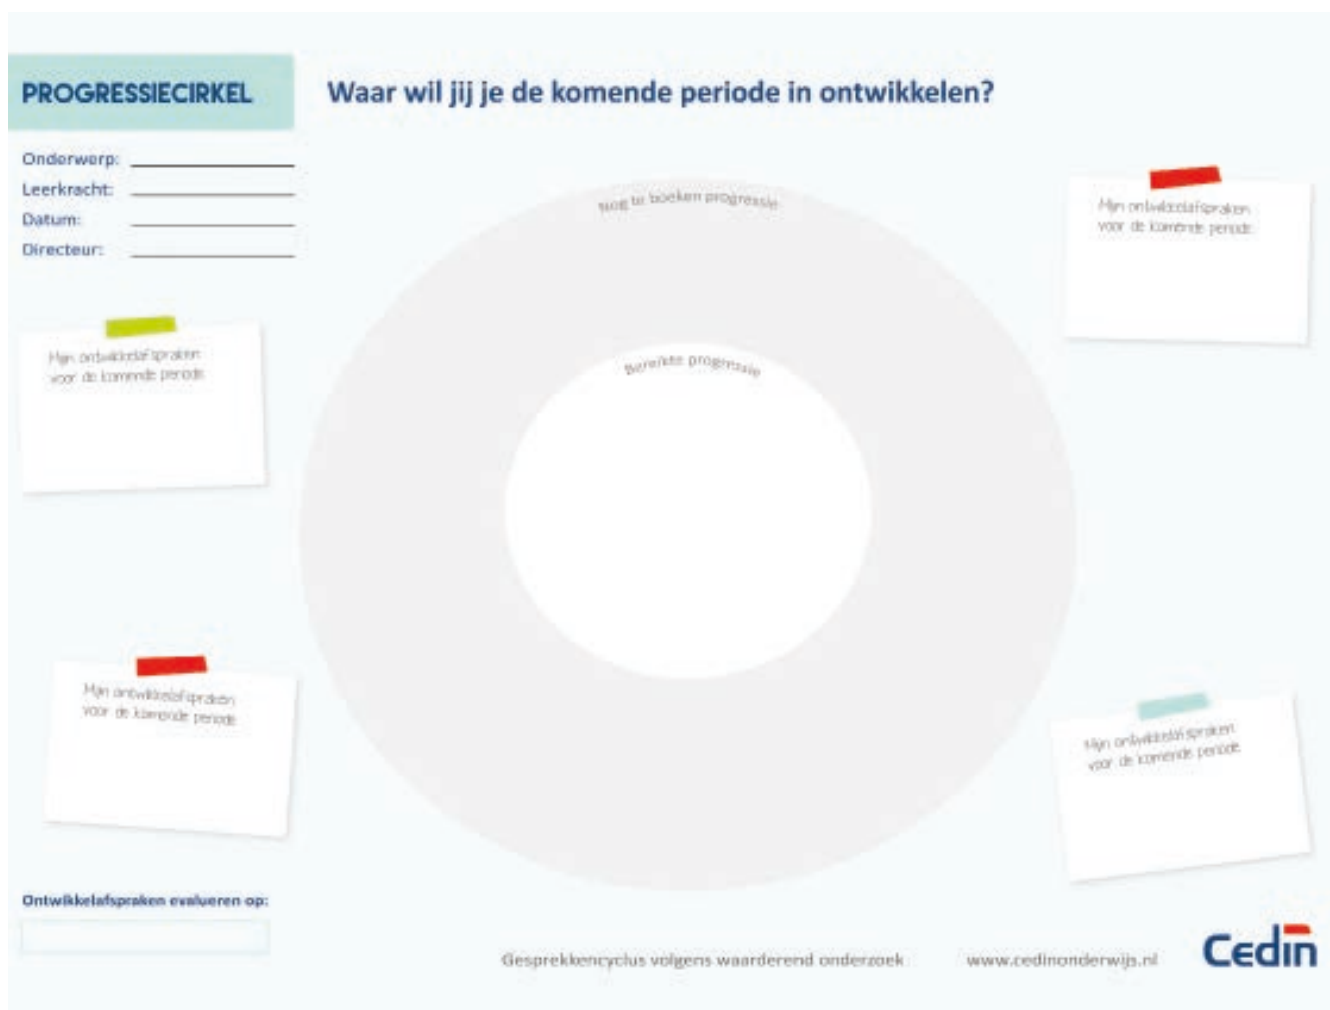 PROGRESSIECIRKEL
Waar wil jij je de komende periode in ontwikkelen?
Onderwerp:
Leerkracht:
Datum:
Directeur:
Nog te boeken progressie
Bereikte progressie
Mijn ontwikkelafspraken
voor de komende periode
Mijn ontwikkelafspraken
voor de komende periode
Mijn ontwikkelafspraken
voor de komende periode
Mijn ontwikkelafspraken
voor de komende periode
Ontwikkelafspraken evalueren op:
Gesprekkencyclus volgens waarderend onderzoek
www.cedinonderwijs.nl
Cedin